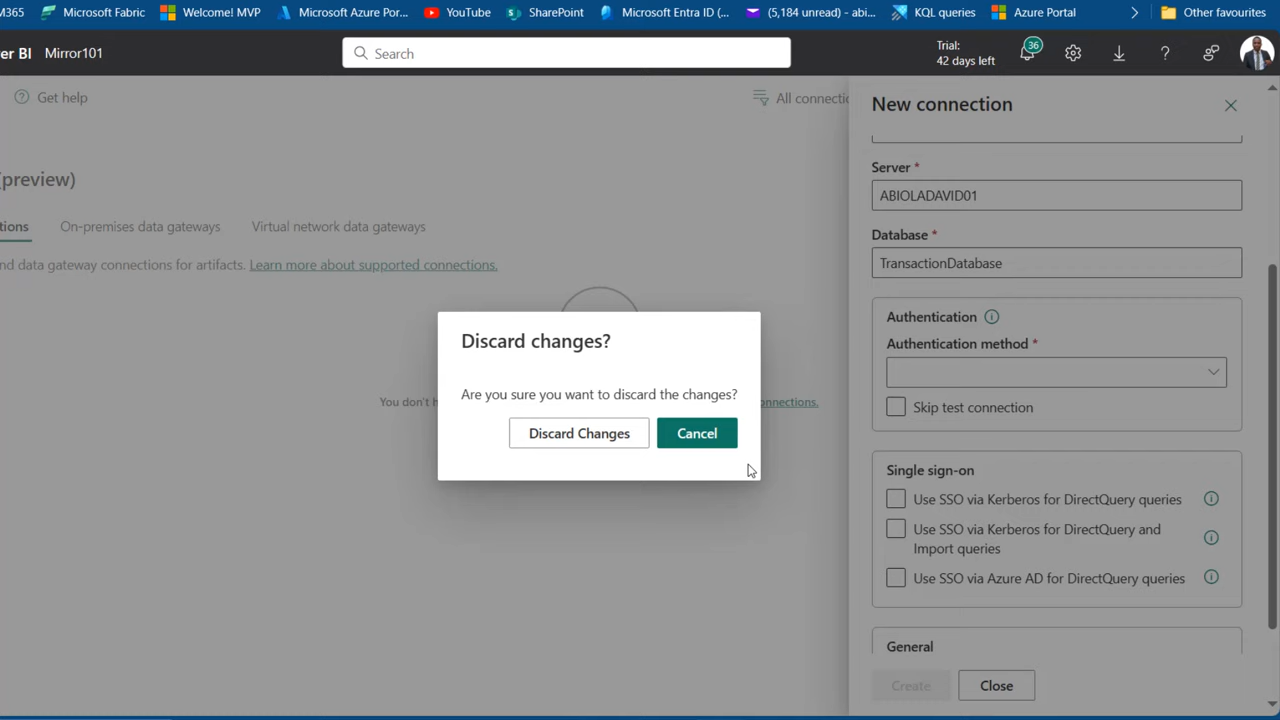 M365
Microsoft Fabric
Welcome! MVP
Microsoft Azure Por...
YouTube
SharePoint
Microsoft Entra ID (...
(5,184 unread) - abi...
KQL queries
Azure Portal
Other favourites
er BI
Mirror101
Search
Trial:
42 days left
36
Get help
All connectio
New connection
(preview)
Server *
ABIOLADAVID01
tions
On-premises data gateways
Virtual network data gateways
Database *
nd data gateway connections for artifacts. Learn more about supported connections.
TransactionDatabase
Authentication
Authentication method *
Skip test connection
Discard changes?
Are you sure you want to discard the changes?
You don't h
onnections.
Discard Changes
Cancel
Single sign-on
Use SSO via Kerberos for DirectQuery queries
Use SSO via Kerberos for DirectQuery and
Import queries
Use SSO via Azure AD for DirectQuery queries
General
Create
Close